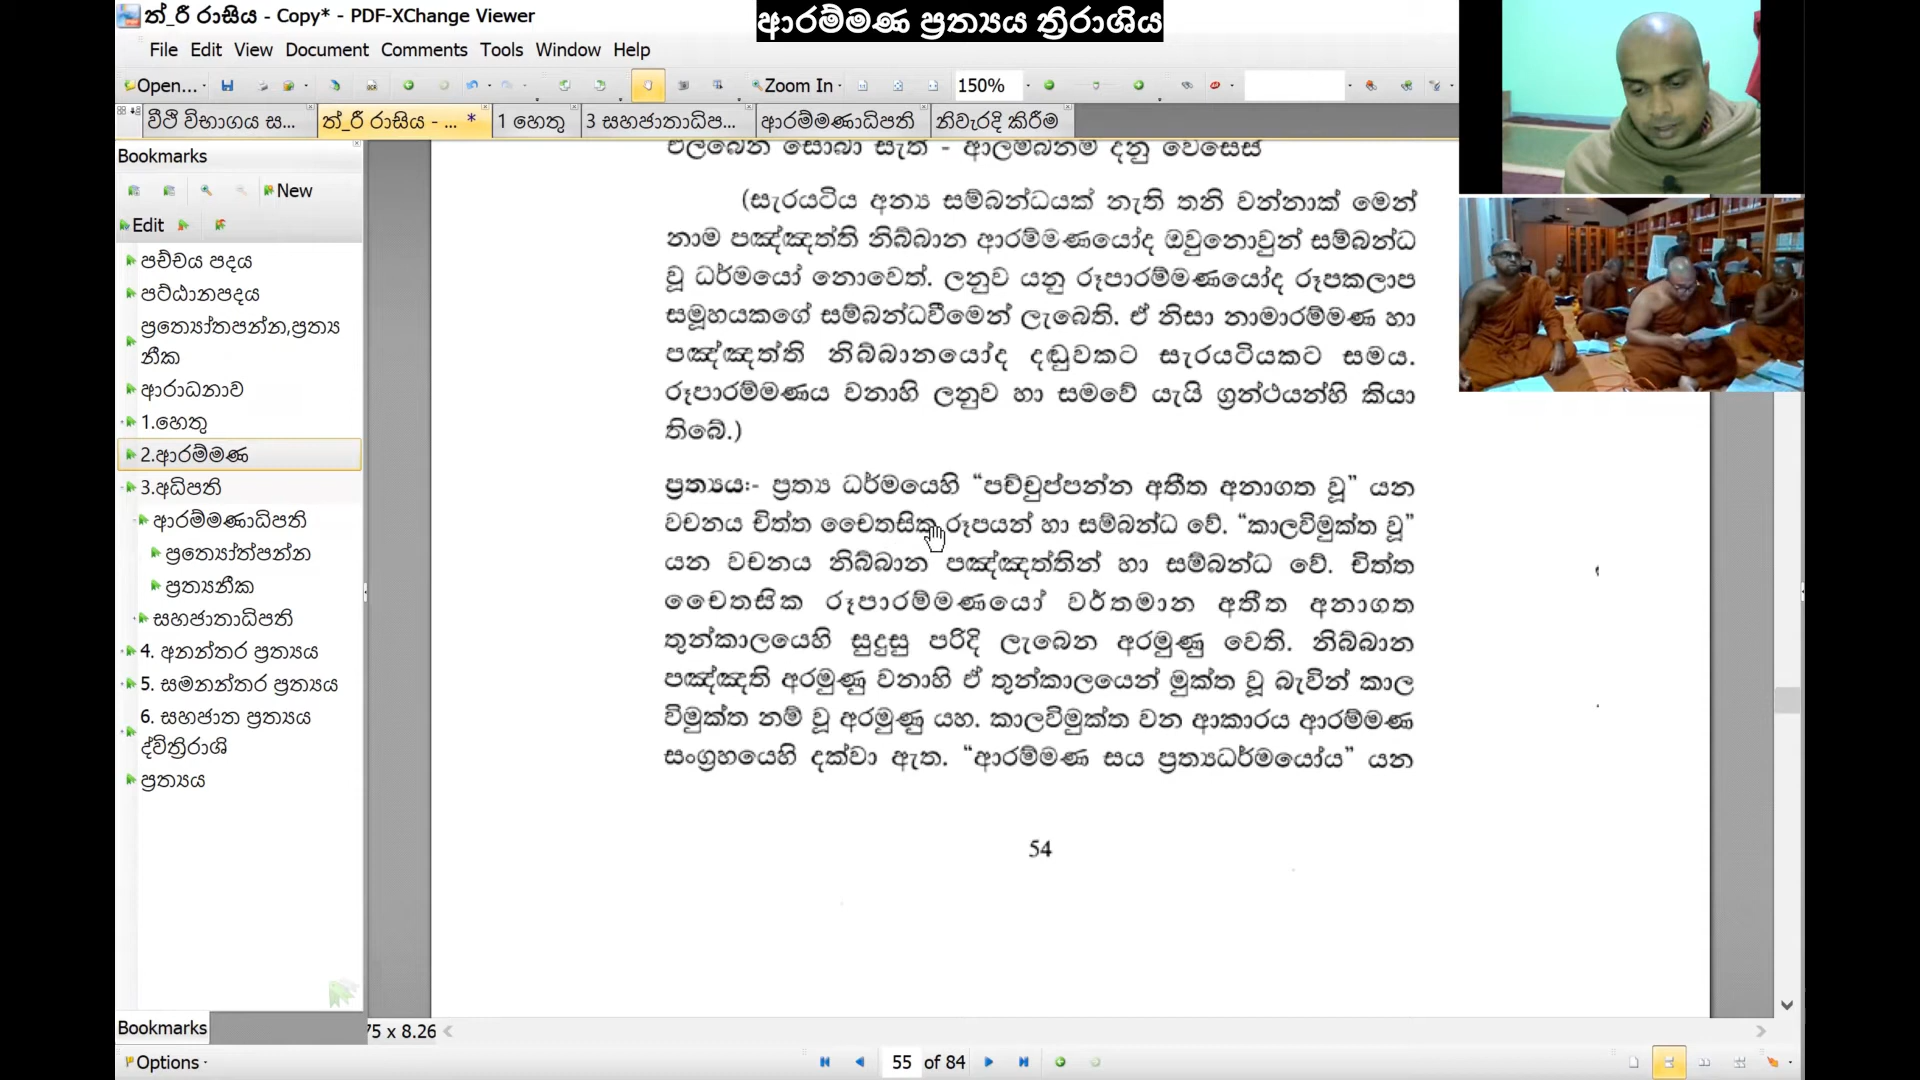 ත්_රී රාසිය - Copy* - PDF-XChange Viewer
ආරම්මණ ප්‍රත්‍යය ත්‍රිරාශිය
File Edit View Document Comments Tools Window Help
Open... Zoom In 150%
වීථි විභාගය ස... ත්_රී රාසිය - ... * 1 හෙතු 3 සහජාතාධිප... ආරම්මණාධිපති නිවැරදි කිරීම
Bookmarks
New
Edit
පච්චය පදය
පට්ඨානපදය
ප්‍රත්‍යෝතපන්න,ප්‍රත්‍ය
නීක
ආරාධනාව
1.හෙතු
2.ආරම්මණ
3.අධිපති
ආරම්මණාධිපති
ප්‍රත්‍යෝත්පන්න
ප්‍රත්‍යනීක
සහජාතාධිපති
4. අනන්තර ප්‍රත්‍යය
5. සමනන්තර ප්‍රත්‍යය
6. සහජාත ප්‍රත්‍යය
ද්විත්‍රිරාශි
ප්‍රත්‍යය
එලබෙන සොබා සැති - ආලම්බනම් දනු වෙසෙස්
(සැරයටිය අන්‍ය සම්බන්ධයක් නැති තනි වන්නාක් මෙන්
නාම පඤ්ඤත්ති නිබ්බාන ආරම්මණයෝද ඔවුනොවුන් සම්බන්ධ
වූ ධර්මයෝ නොවෙත්. ලනුව යනු රූපාරම්මණයෝද රූපකලාප
සමූහයකගේ සම්බන්ධවීමෙන් ලැබෙති. ඒ නිසා නාමාරම්මණ හා
පඤ්ඤත්ති නිබ්බානයෝද දඬුවකට සැරයටියකට සමය.
රූපාරම්මණය වනාහි ලනුව හා සමවේ යැයි ග්‍රන්ථයන්හි කියා
තිබේ.)
ප්‍රත්‍යය:- ප්‍රත්‍ය ධර්මයෙහි “පච්චුප්පන්න අතීත අනාගත වූ” යන
වචනය චිත්ත චෛතසික රූපයන් හා සම්බන්ධ වේ. “කාලවිමුක්ත වූ”
යන වචනය නිබ්බාන පඤ්ඤත්තින් හා සම්බන්ධ වේ. චිත්ත
චෛතසික රූපාරම්මණයෝ වර්තමාන අතීත අනාගත
තුන්කාලයෙහි සුදුසු පරිදි ලැබෙන අරමුණු වෙති. නිබ්බාන
පඤ්ඤති අරමුණු වනාහි ඒ තුන්කාලයෙන් මුක්ත වූ බැවින් කාල
විමුක්ත නම් වූ අරමුණු යහ. කාලවිමුක්ත වන ආකාරය ආරම්මණ
සංග්‍රහයෙහි දක්වා ඇත. “ආරම්මණ සය ප්‍රත්‍යධර්මයෝය” යන
54
Bookmarks
75 x 8.26
Options
55 of 84